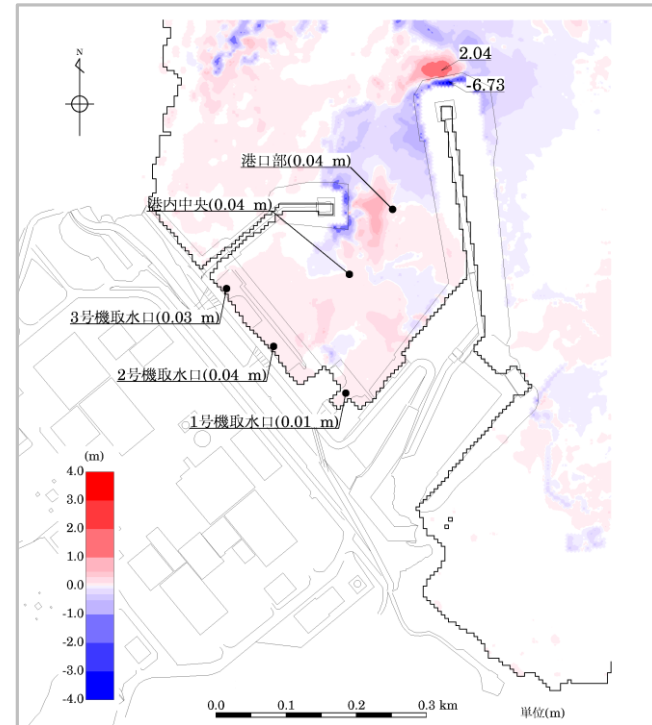 N
2.04
-6.73
港口部(0.04 m)
港内中央(0.04 m)
3号機取水口(0.03 m)
2号機取水口(0.04 m)
1号機取水口(0.01 m)
(m)
4.0
3.0
2.0
1.0
0.0
-1.0
-2.0
-3.0
-4.0
0.0 0.1 0.2 0.3 km
単位(m)